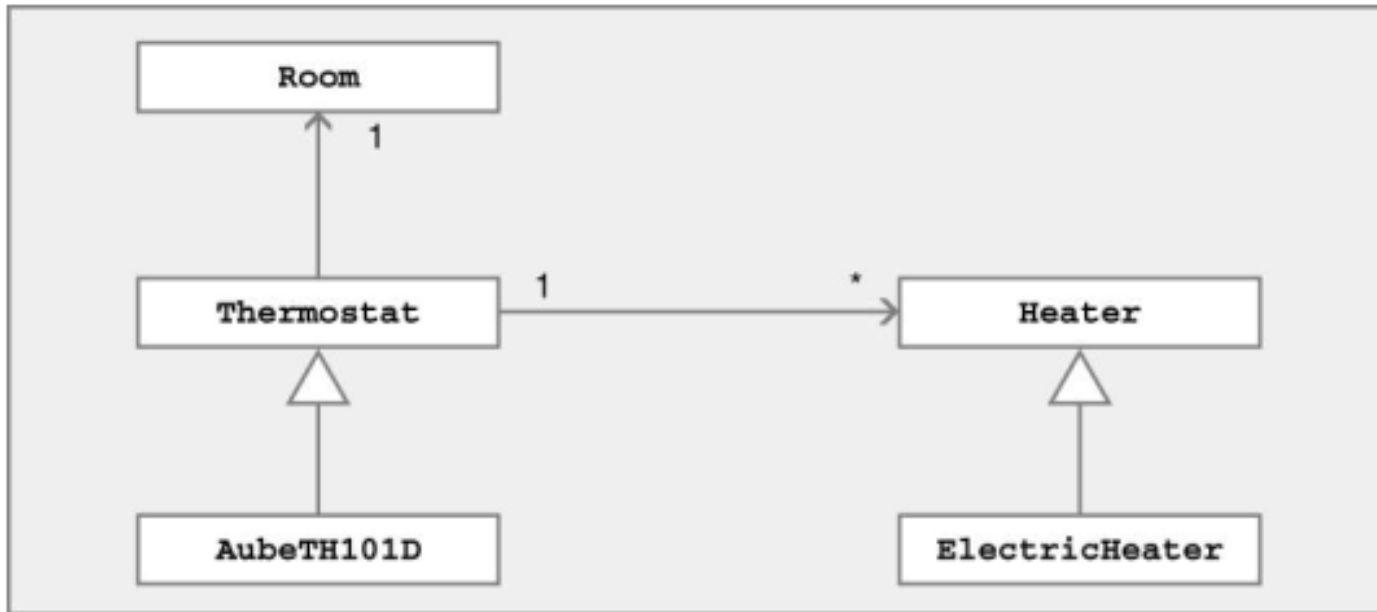 Room
1
Thermostat
1
*
Heater
AubeTH101D
ElectricHeater